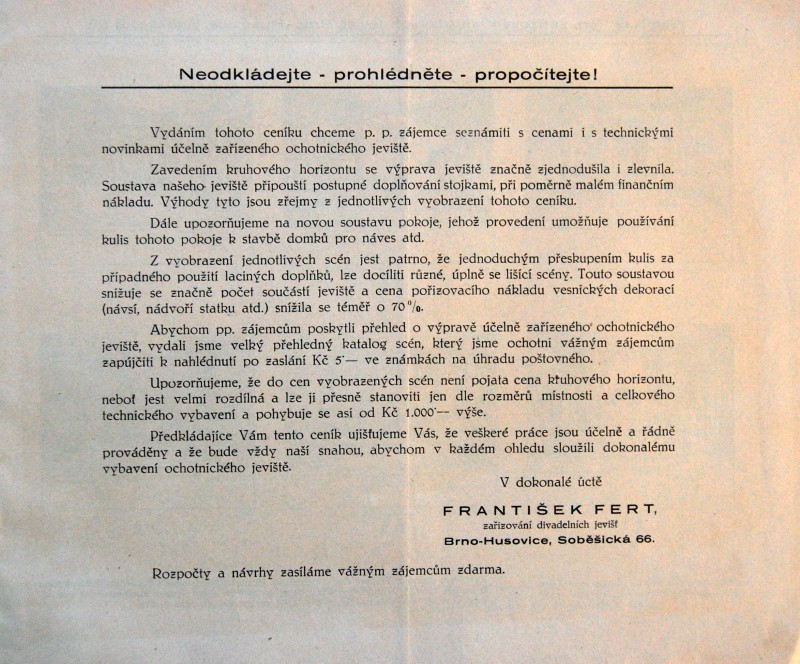 Neodkládejte - prohlédněte - propočítejte!
Vydáním tohoto ceníku chceme p. p. zájemce seznámiti s cenami i s technickými
novinkami účelně zařízeného ochotnického jeviště.
Zavedením kruhového horizontu se výprava jeviště značně zjednodušila i zlevnila.
Soustava našeho jeviště připouští postupné doplňování stojkami, při poměrně malém finančním
nákladu. Výhody tyto jsou zřejmy z jednotlivých vyobrazení tohoto ceníku.
Dále upozorňujeme na novou soustavu pokoje, jehož provedení umožňuje používání
kulis tohoto pokoje k stavbě domků pro náves atd.
Z vyobrazení jednotlivých scén jest patrno, že jednoduchým přeskupením kulis za
případného použití laciných doplňků, lze docíliti různé, úplně se lišící scény. Touto soustavou
snižuje se značně počet součástí jeviště a cena pořizovacího nákladu vesnických dekorací
(návsí, nádvoří statku atd.) snížila se téměř o 70%.
Abychom pp. zájemcům poskytli přehled o výpravě účelně zařízeného ochotnického
jeviště, vydali jsme velký přehledný katalog scén, který jsme ochotni vážným zájemcům
zapůjčiti k nahlédnutí po zaslání Kč 5·— ve známkách na úhradu poštovného.
Upozorňujeme, že do cen vyobrazených scén není pojata cena kruhového horizontu,
neboť jest velmi rozdílná a lze ji přesně stanoviti jen dle rozměrů místnosti a celkového
technického vybavení a pohybuje se asi od Kč 1.000·— výše.
Předkládajíce Vám tento ceník ujišťujeme Vás, že veškeré práce jsou účelně a řádně
prováděny a že bude vždy naší snahou, abychom v každém ohledu sloužili dokonalému
vybavení ochotnického jeviště.
V dokonalé úctě
FRANTIŠEK FERT,
zařizování divadelních jevišť
Brno-Husovice, Soběšická 66.
Rozpočty a návrhy zasíláme vážným zájemcům zdarma.